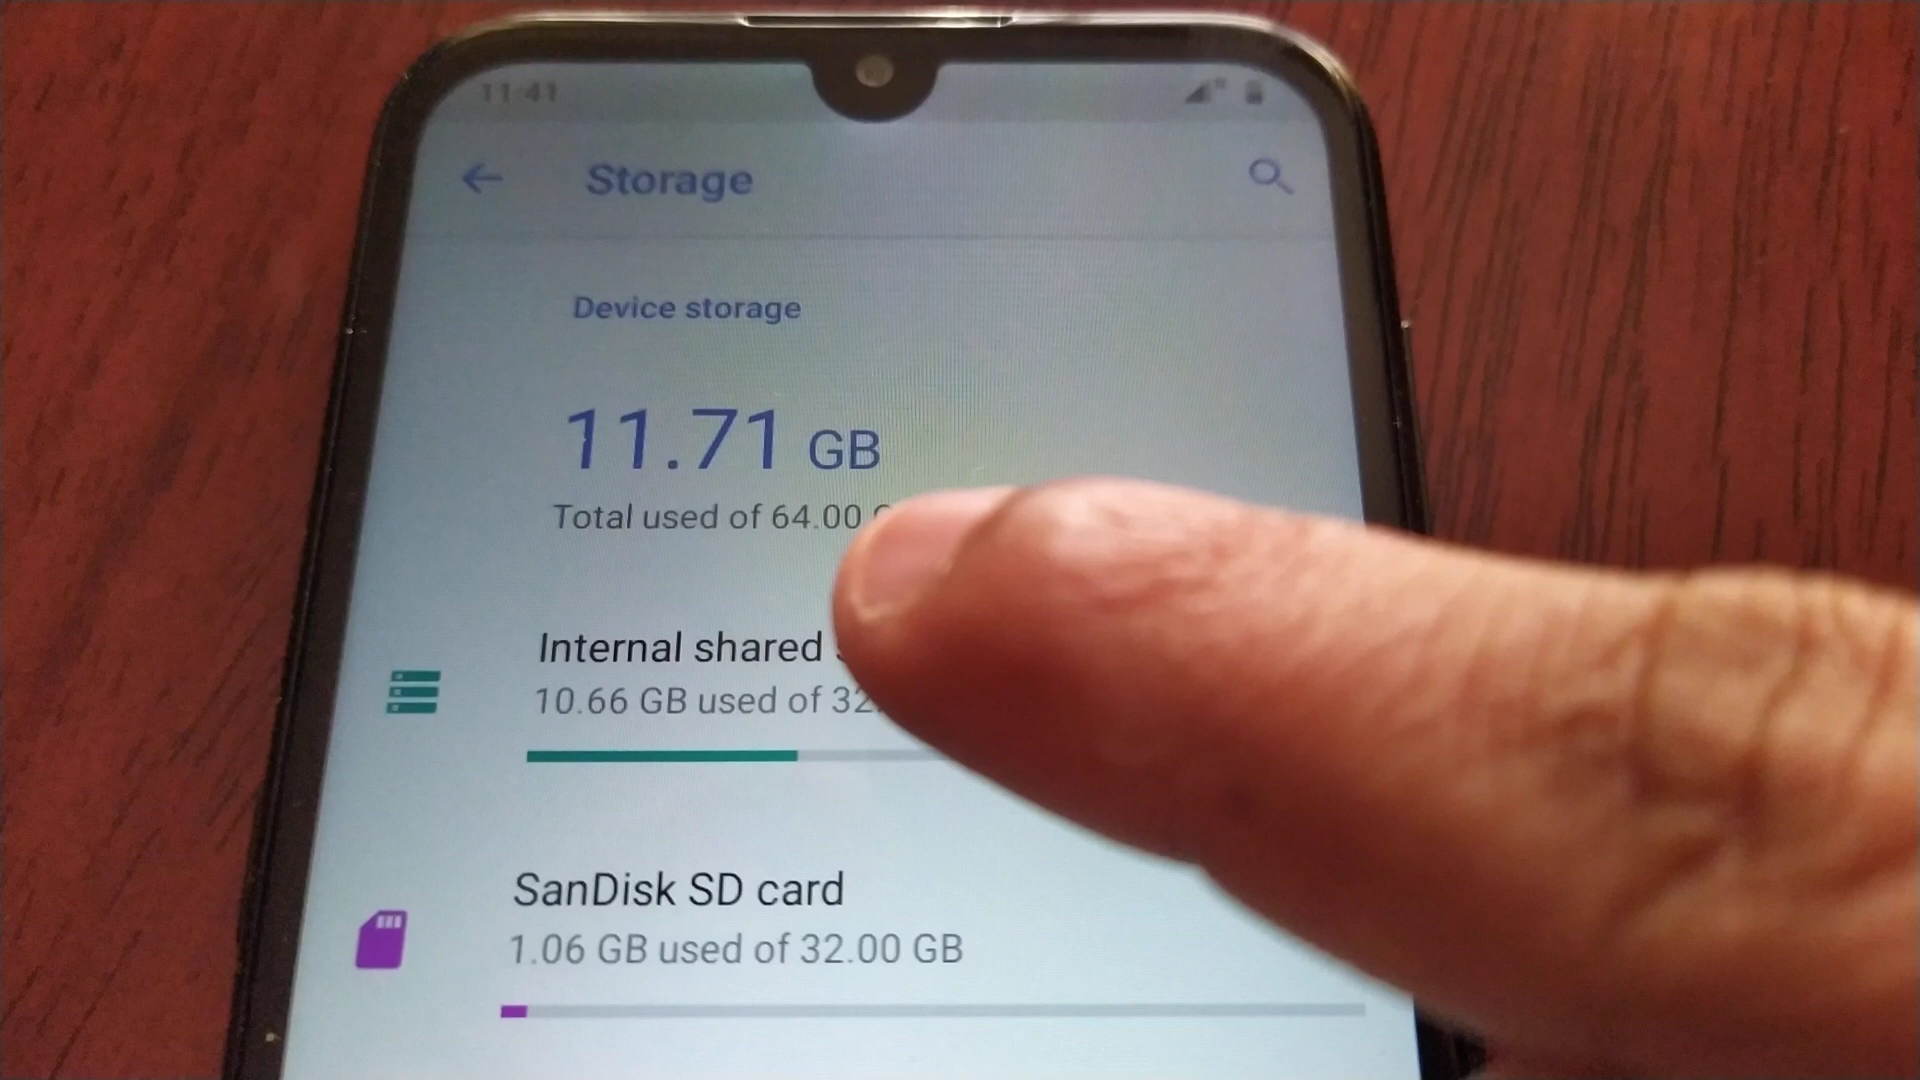 11:41
Storage
Device storage
11.71 GB
Total used of 64.00
Internal shared
10.66 GB used of 32.
SanDisk SD card
1.06 GB used of 32.00 GB